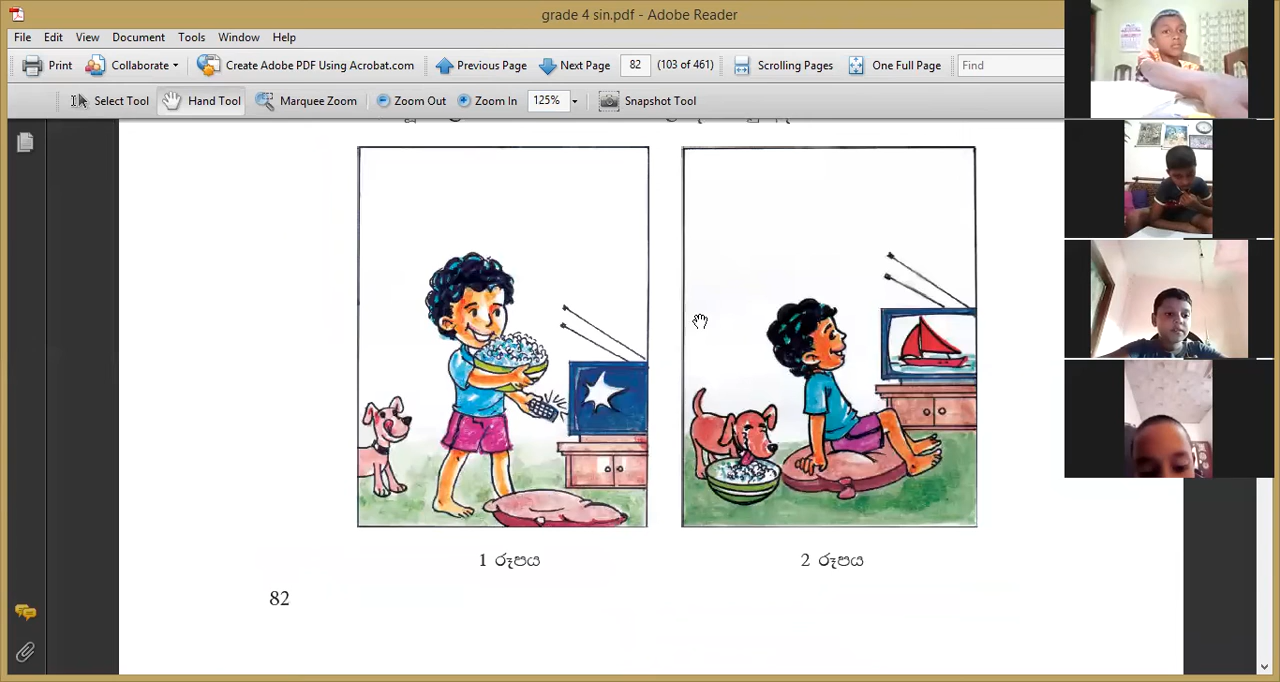 grade 4 sin.pdf - Adobe Reader
File Edit View Document Tools Window Help
Print Collaborate Create Adobe PDF Using Acrobat.com Previous Page Next Page 82 (103 of 461) Scrolling Pages One Full Page Find
Select Tool Hand Tool Marquee Zoom Zoom Out Zoom In 125% Snapshot Tool
1 රූපය 2 රූපය
82